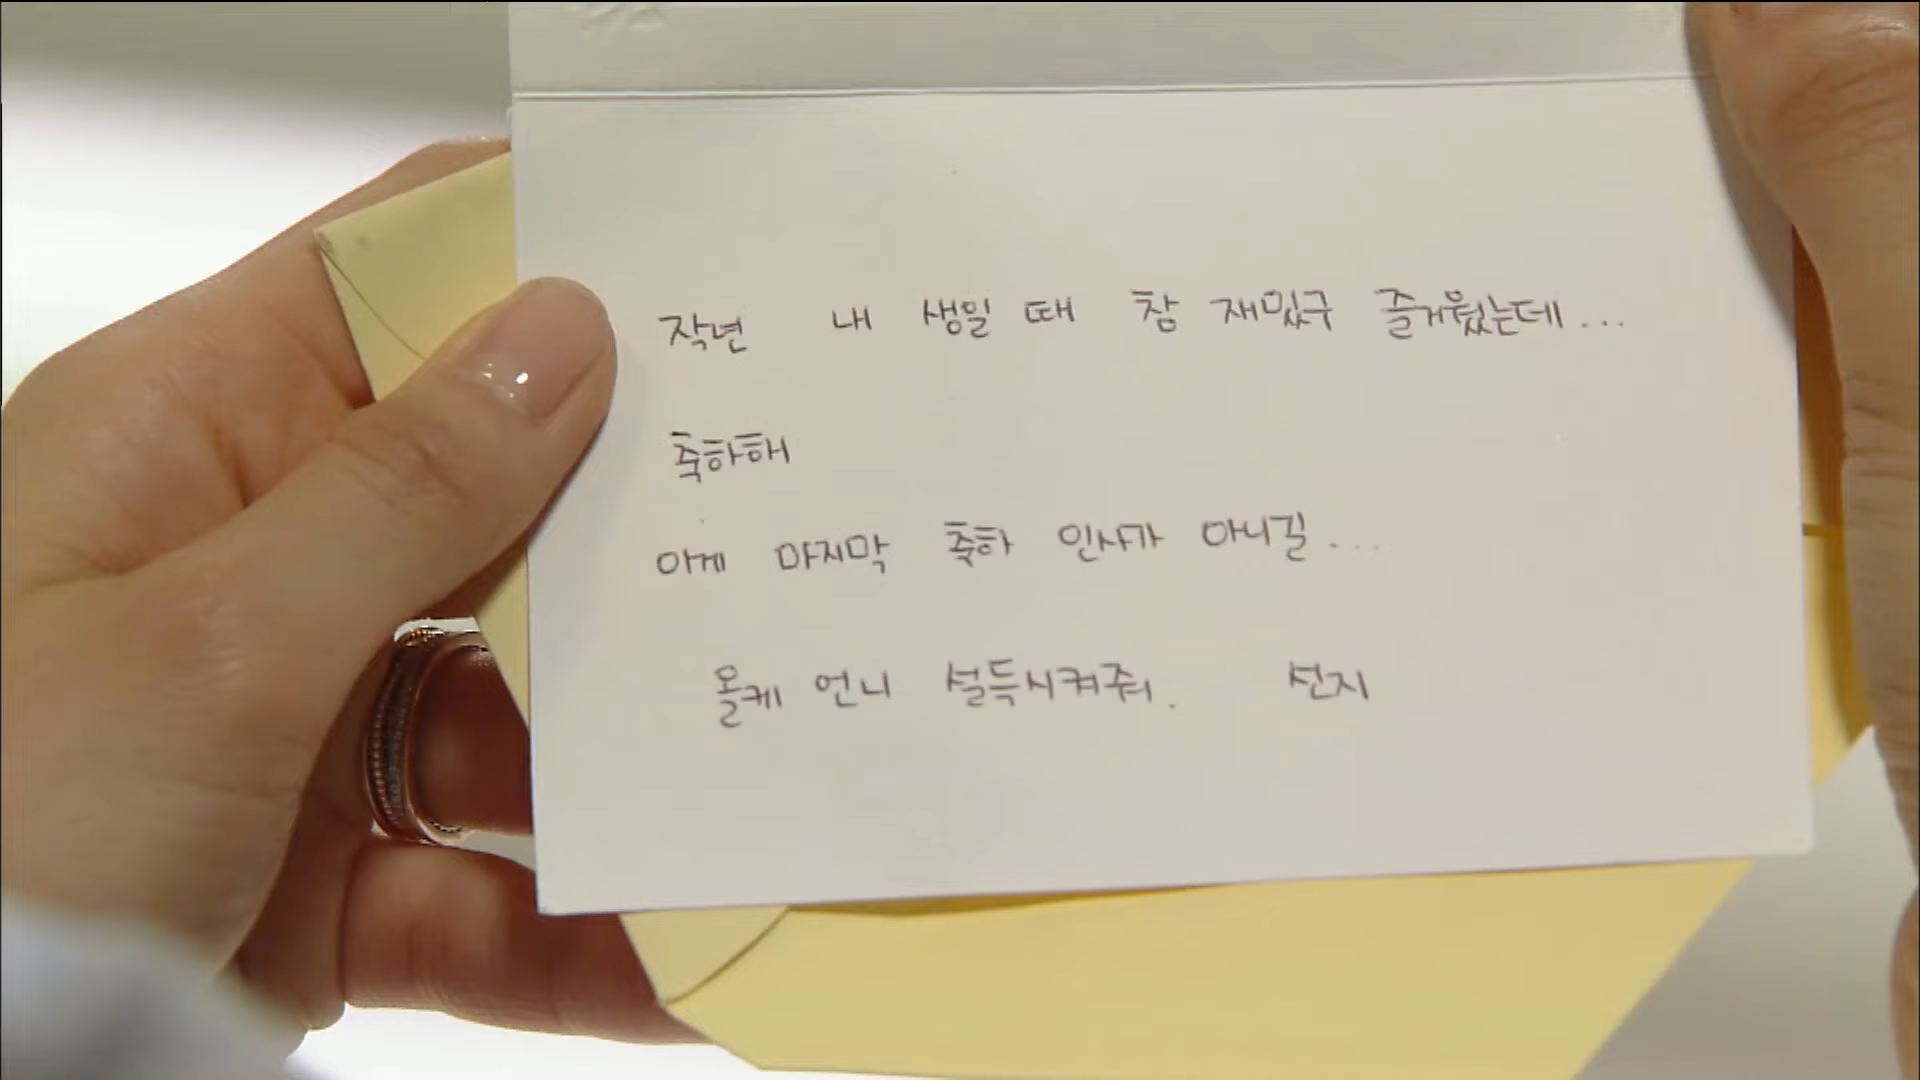 작년 내 생일 때 참 재밌구 즐거웠는데...
축하해
이게 마지막 축하 인사가 아니길...
올케 언니 설득시켜줘. 선지